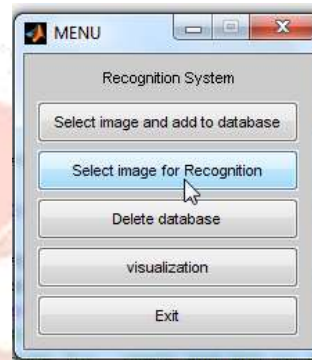 MENU
Recognition System
Select image and add to database
Select image for Recognition
Delete database
visualization
Exit